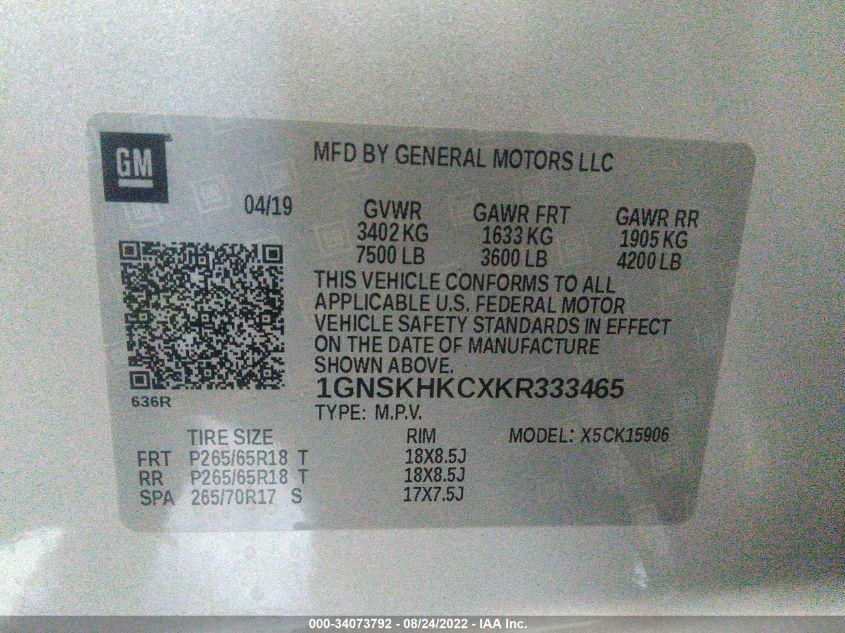 GM
MFD BY GENERAL MOTORS LLC
04/19 GVWR GAWR FRT GAWR RR
3402 KG 1633 KG 1905 KG
7500 LB 3600 LB 4200 LB
THIS VEHICLE CONFORMS TO ALL
APPLICABLE U.S. FEDERAL MOTOR
VEHICLE SAFETY STANDARDS IN EFFECT
ON THE DATE OF MANUFACTURE
SHOWN ABOVE.
636R 1GNSKHKCXKR333465
TYPE: M.P.V.
TIRE SIZE RIM MODEL: X5CK15906
FRT P265/65R18 T 18X8.5J
RR P265/65R18 T 18X8.5J
SPA 265/70R17 S 17X7.5J
000-34073792 - 08/24/2022 - IAA Inc.